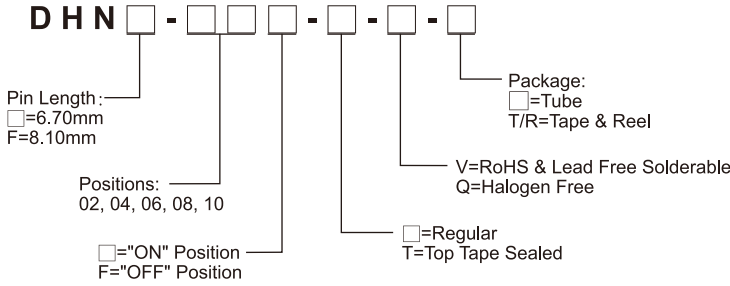 DHN□-□□□-□-□-□
Package:
□=Tube
T/R=Tape & Reel
Pin Length:
□=6.70mm
F=8.10mm
V=RoHS & Lead Free Solderable
Q=Halogen Free
Positions:
02, 04, 06, 08, 10
□=Regular
T=Top Tape Sealed
□="ON" Position
F="OFF" Position